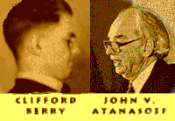 CLIFFORD
BERRY
JOHN V.
ATANASOFF